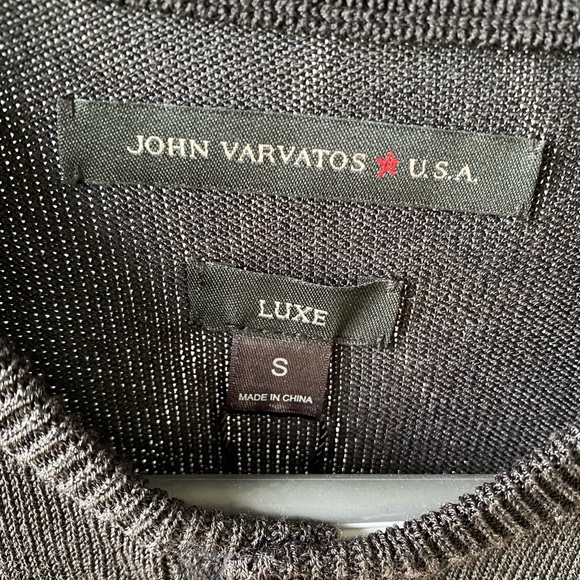 JOHN VARVATOS ★ U.S.A.
LUXE
S
MADE IN CHINA